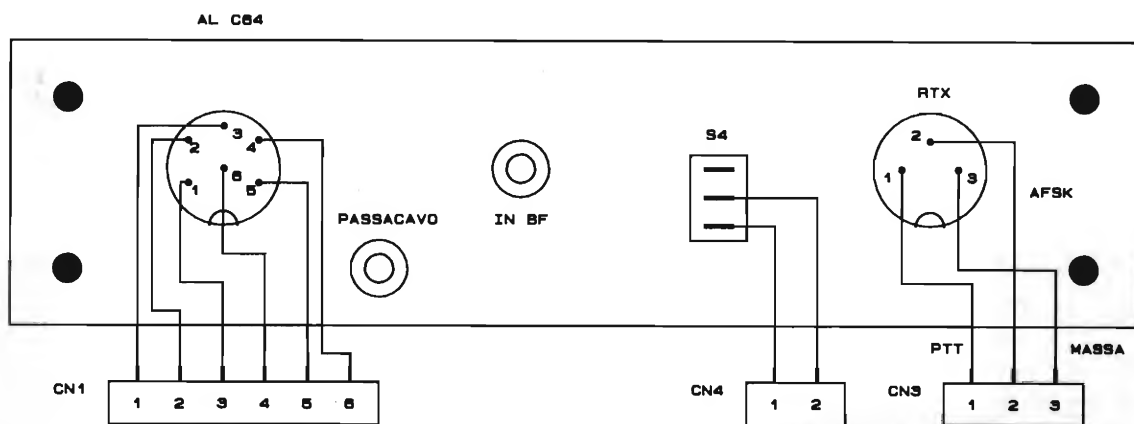 AL C64
RTX
S4
3
2
4
2
6
1
3
1
5
AFSK
PASSACAVO
IN BF
PTT
MASSA
CN1
1 2 3 4 5 6
CN4
1 2
CN3
1 2 3